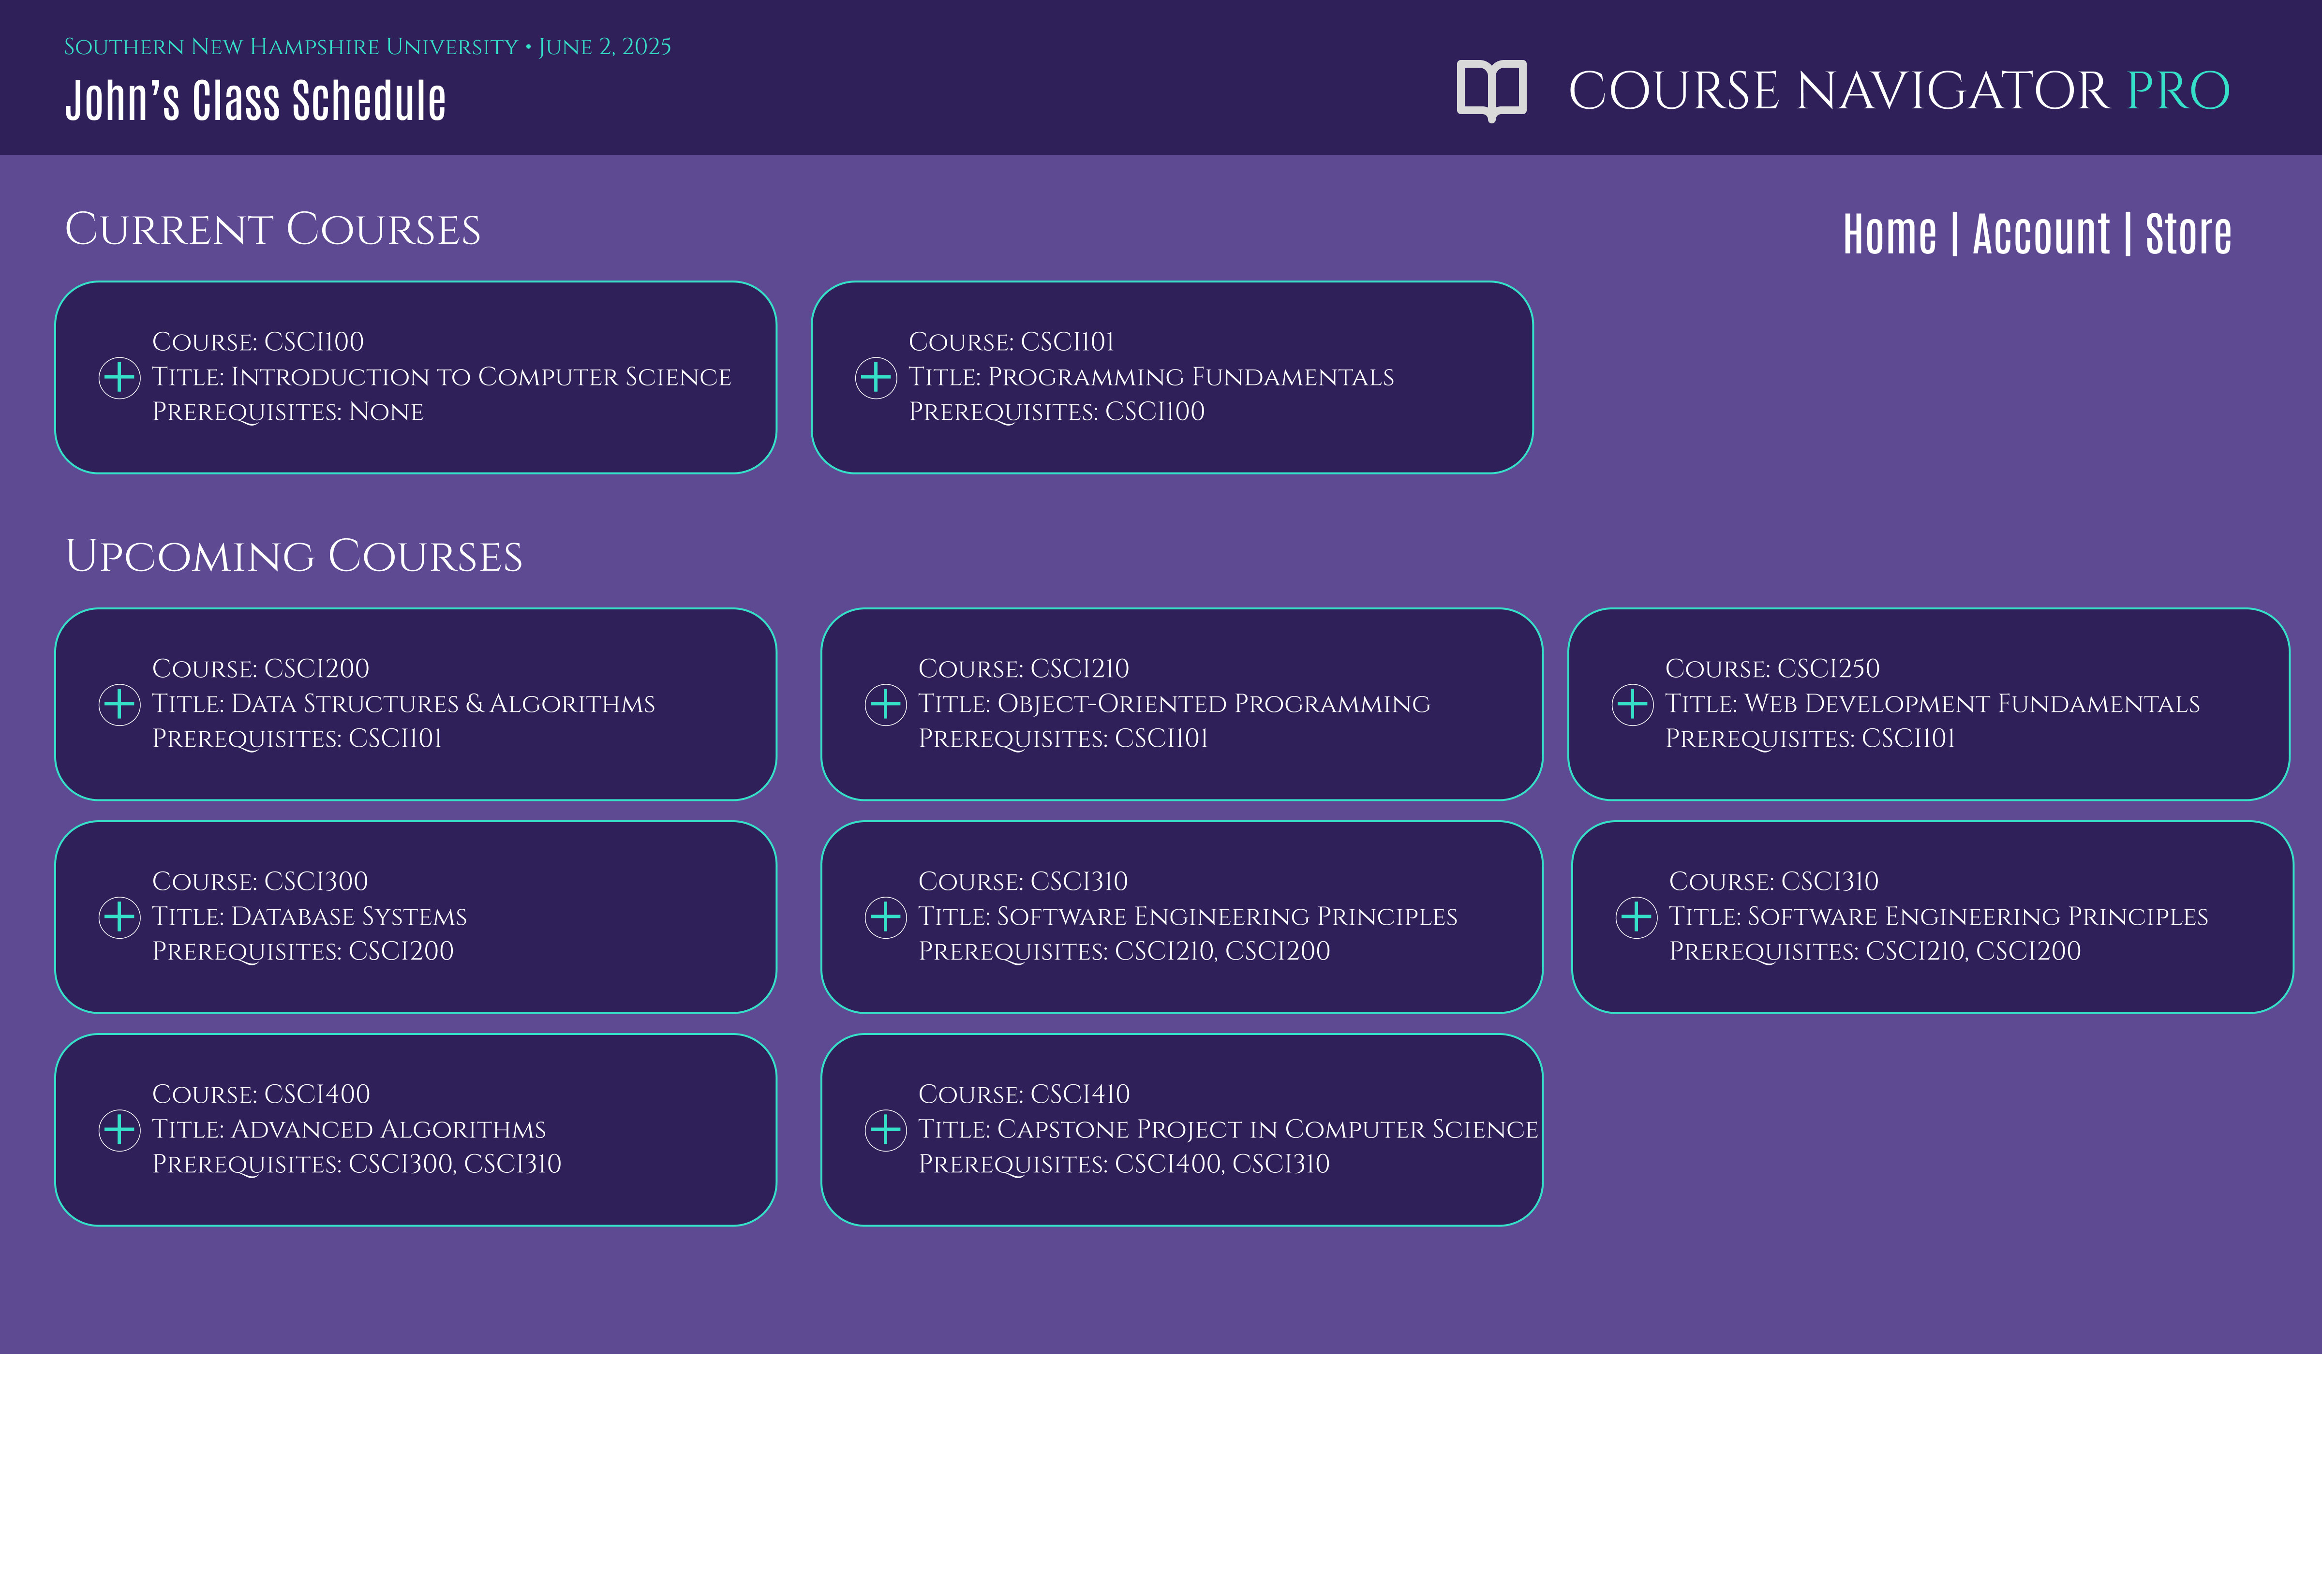 Southern New Hampshire University • June 2, 2025
John’s Class Schedule
COURSE NAVIGATOR PRO
Current Courses
Home | Account | Store
Course: CSCI100
Title: Introduction to Computer Science
Prerequisites: None
Course: CSCI101
Title: Programming Fundamentals
Prerequisites: CSCI100
Upcoming Courses
Course: CSCI200
Title: Data Structures & Algorithms
Prerequisites: CSCI101
Course: CSCI210
Title: Object-Oriented Programming
Prerequisites: CSCI101
Course: CSCI250
Title: Web Development Fundamentals
Prerequisites: CSCI101
Course: CSCI300
Title: Database Systems
Prerequisites: CSCI200
Course: CSCI310
Title: Software Engineering Principles
Prerequisites: CSCI210, CSCI200
Course: CSCI310
Title: Software Engineering Principles
Prerequisites: CSCI210, CSCI200
Course: CSCI400
Title: Advanced Algorithms
Prerequisites: CSCI300, CSCI310
Course: CSCI410
Title: Capstone Project in Computer Science
Prerequisites: CSCI400, CSCI310